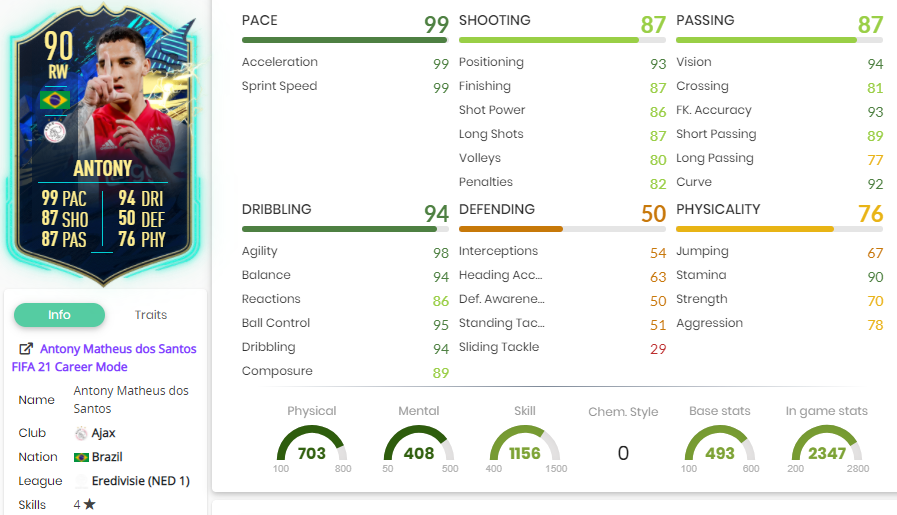 90
RW
ANTONY
99 PAC 94 DRI
87 SHO 50 DEF
87 PAS 76 PHY
Info Traits
Antony Matheus dos Santos
FIFA 21 Career Mode
Name Antony Matheus dos
Santos
Club Ajax
Nation Brazil
League Eredivisie (NED 1)
Skills 4
PACE 99
Acceleration 99
Sprint Speed 99
SHOOTING 87
Positioning 93
Finishing 87
Shot Power 86
Long Shots 87
Volleys 80
Penalties 82
PASSING 87
Vision 94
Crossing 81
FK. Accuracy 93
Short Passing 89
Long Passing 77
Curve 92
DRIBBLING 94
Agility 98
Balance 94
Reactions 86
Ball Control 95
Dribbling 94
Composure 89
DEFENDING 50
Interceptions 54
Heading Acc... 63
Def. Awarene... 50
Standing Tac... 51
Sliding Tackle 29
PHYSICALITY 76
Jumping 67
Stamina 90
Strength 70
Aggression 78
Physical
703
100 800
Mental
408
50 500
Skill
1156
400 1500
Chem. Style
0
Base stats
493
100 600
In game stats
2347
200 2800